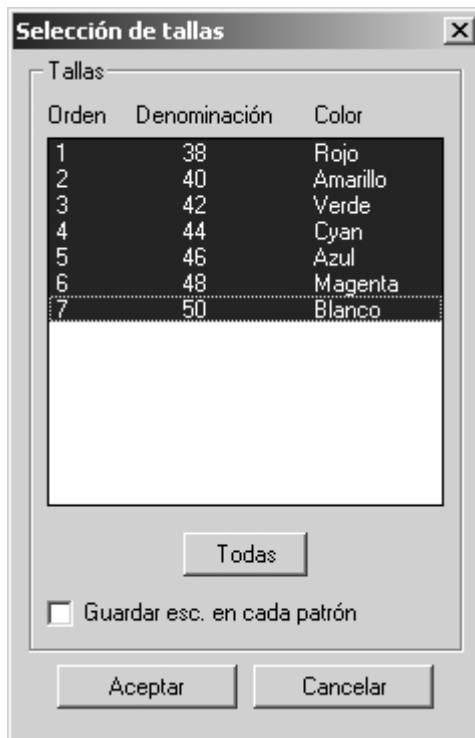 Selección de tallas
Tallas
Orden Denominación Color
1 38 Rojo
2 40 Amarillo
3 42 Verde
4 44 Cyan
5 46 Azul
6 48 Magenta
7 50 Blanco
Todas
Guardar esc. en cada patrón
Aceptar Cancelar